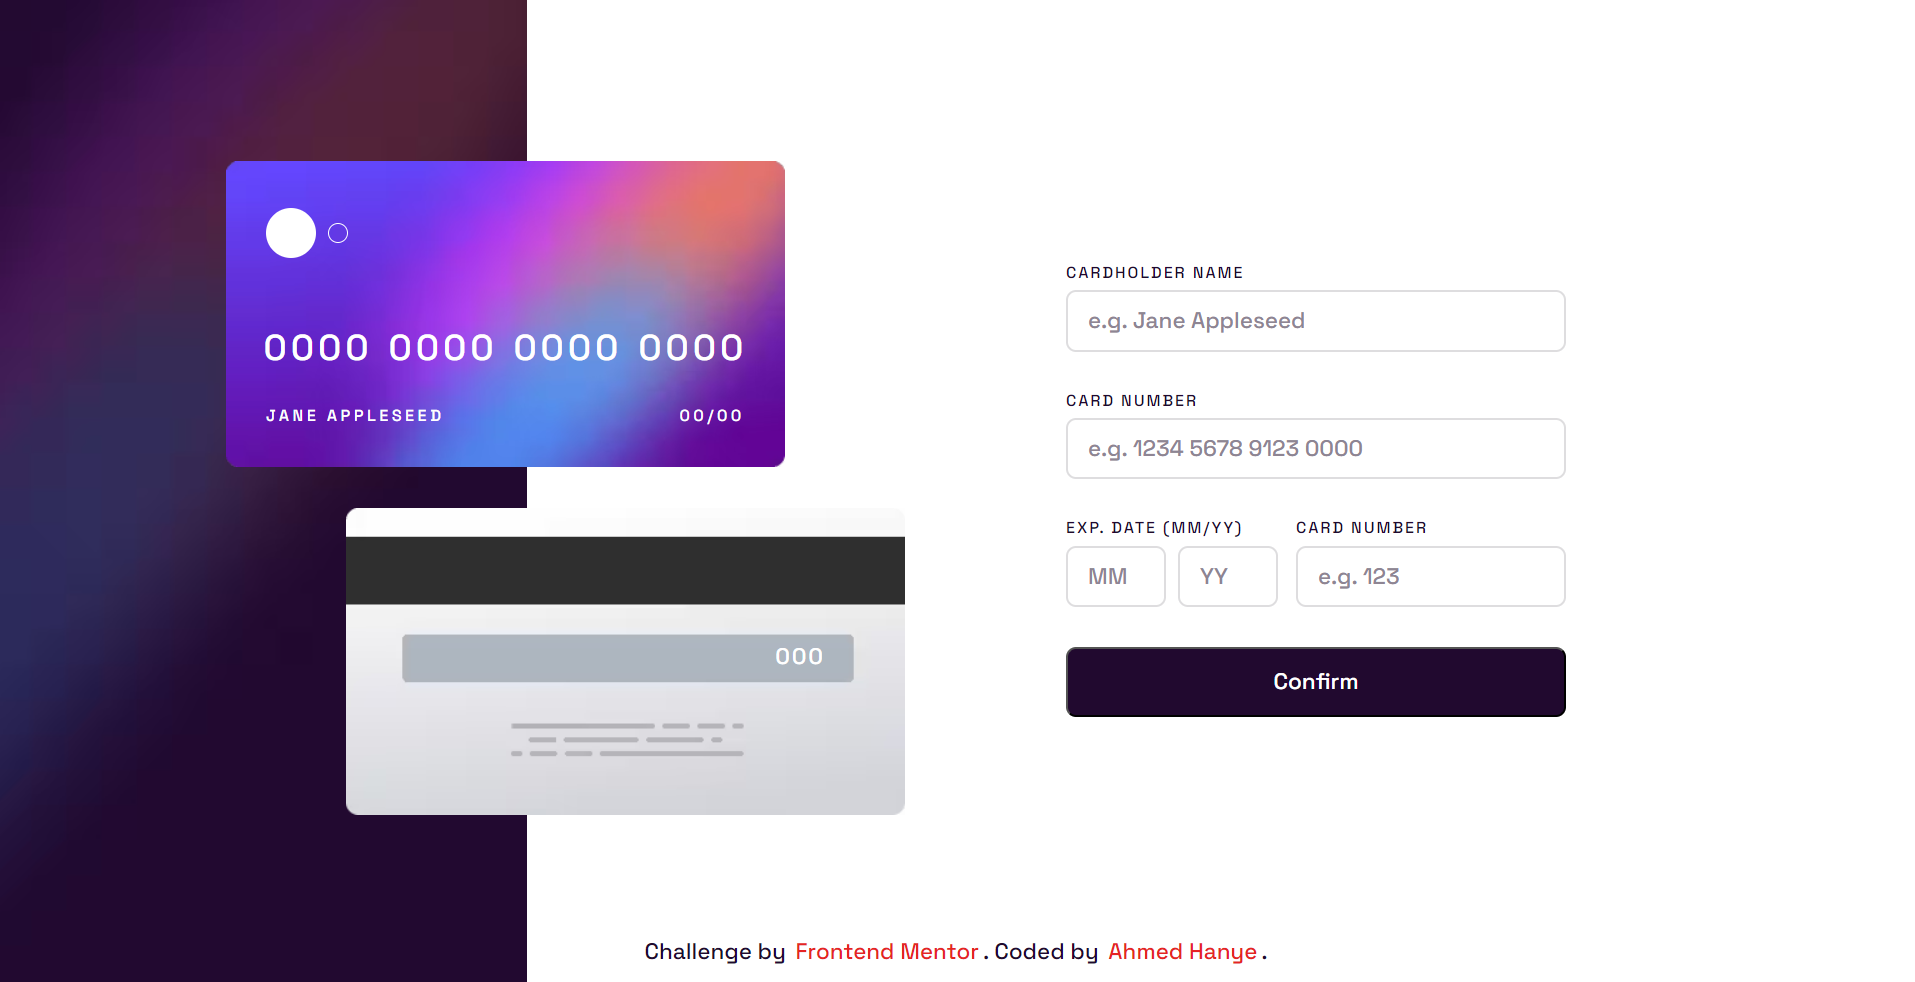 0000 0000 0000 0000
JANE APPLESEED 00/00
000
CARDHOLDER NAME
e.g. Jane Appleseed
CARD NUMBER
e.g. 1234 5678 9123 0000
EXP. DATE (MM/YY) CARD NUMBER
MM YY e.g. 123
Confirm
Challenge by Frontend Mentor. Coded by Ahmed Hanye.